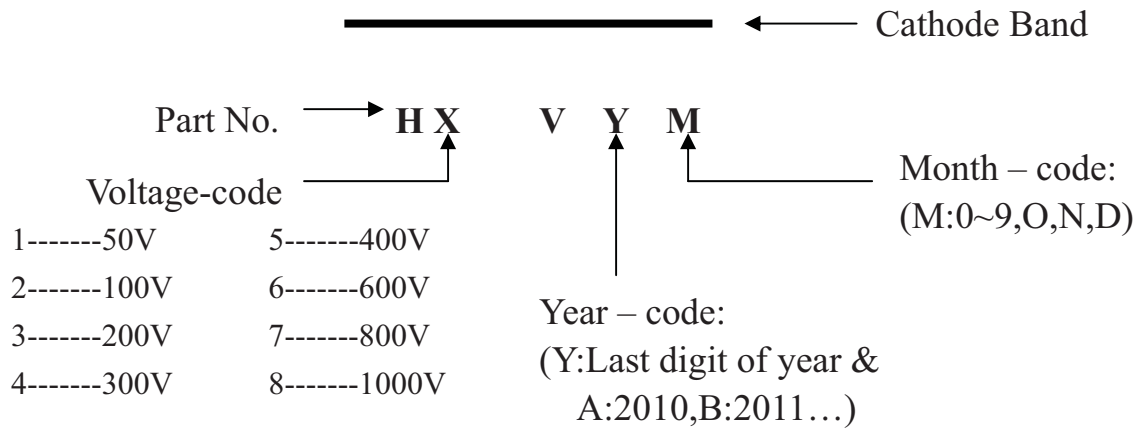 Cathode Band
Part No. H X V Y M
Voltage-code
Month – code:
(M:0~9,O,N,D)
1-------50V 5-------400V
2-------100V 6-------600V
3-------200V 7-------800V
4-------300V 8-------1000V
Year – code:
(Y:Last digit of year &
A:2010,B:2011…)